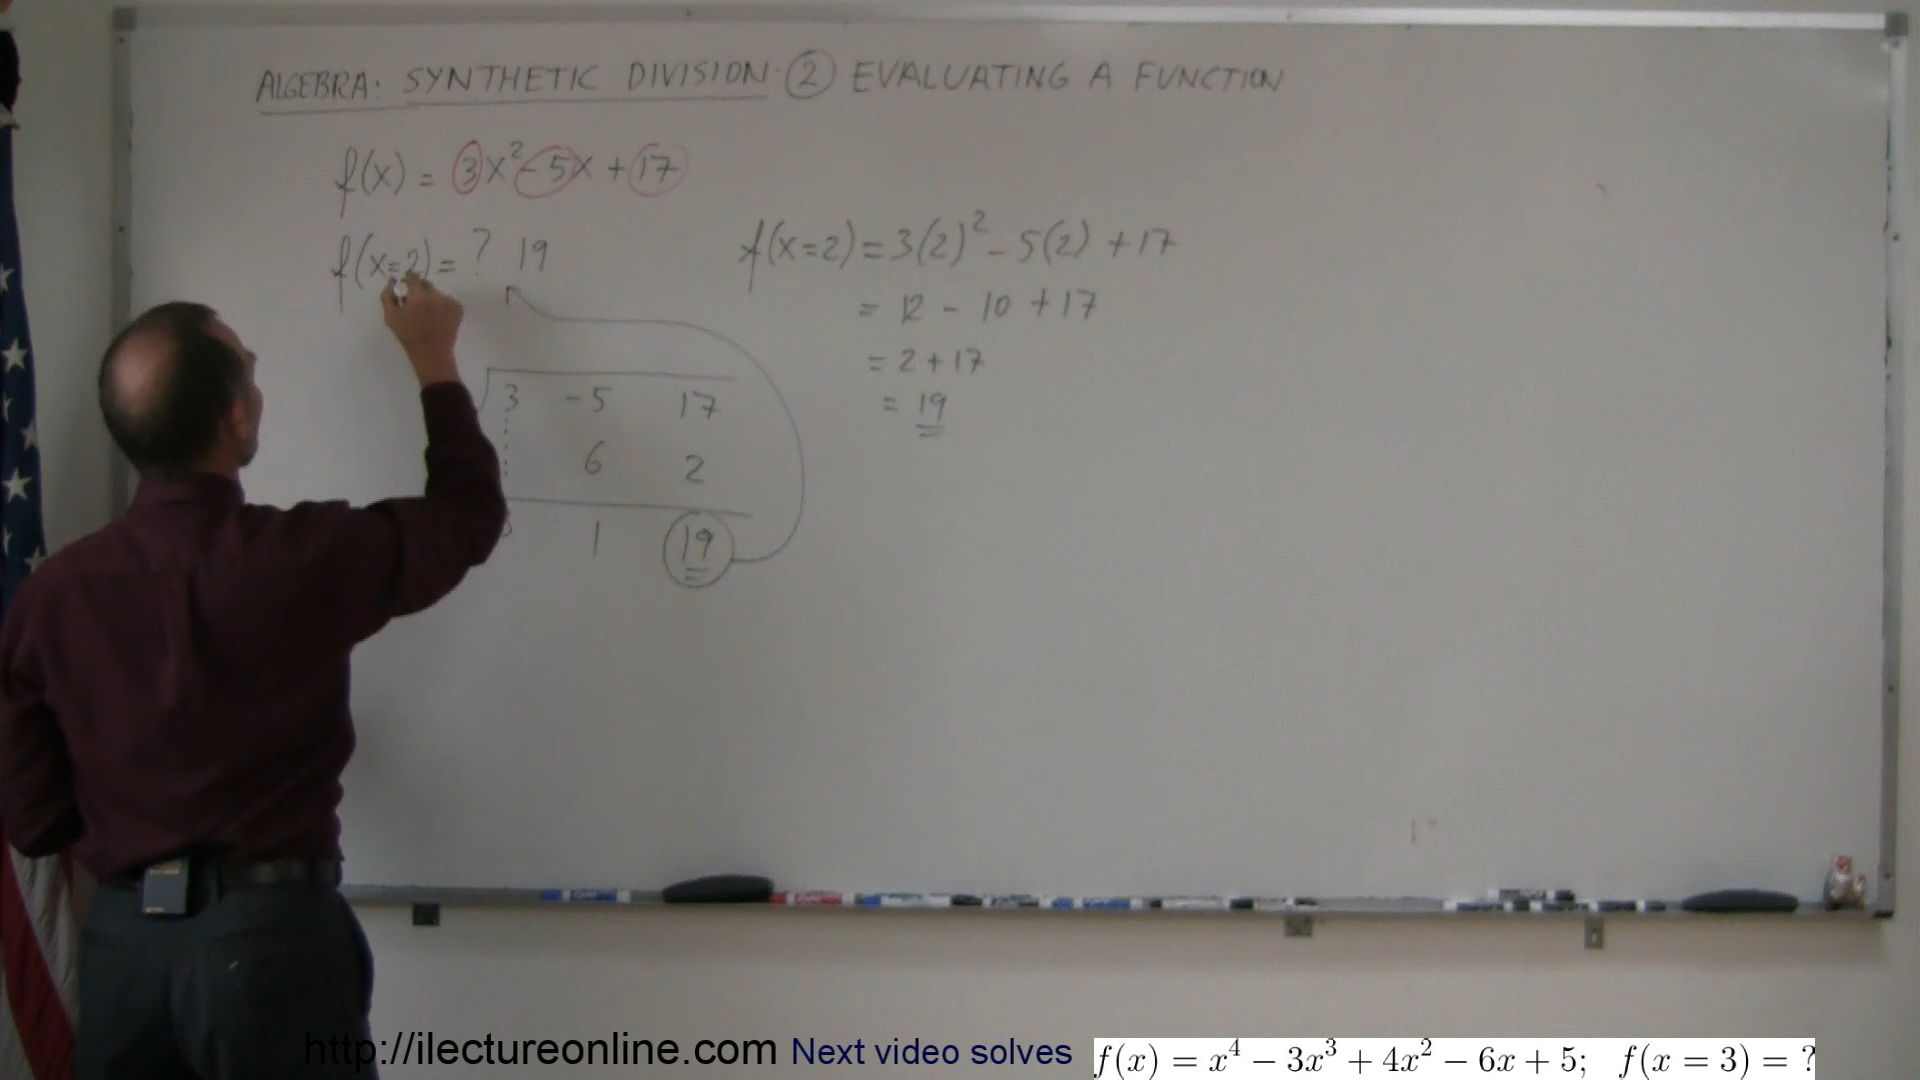 ALGEBRA: SYNTHETIC DIVISION: ② EVALUATING A FUNCTION
f(x) = 3x² - 5x + 17
f(x=2) = ? 19
3 -5 17
6 2
1 19
f(x=2) = 3(2)² - 5(2) + 17
= 12 - 10 + 17
= 2 + 17
= 19
http://ilectureonline.com Next video solves f(x) = x⁴ − 3x³ + 4x² − 6x + 5; f(x = 3) = ?